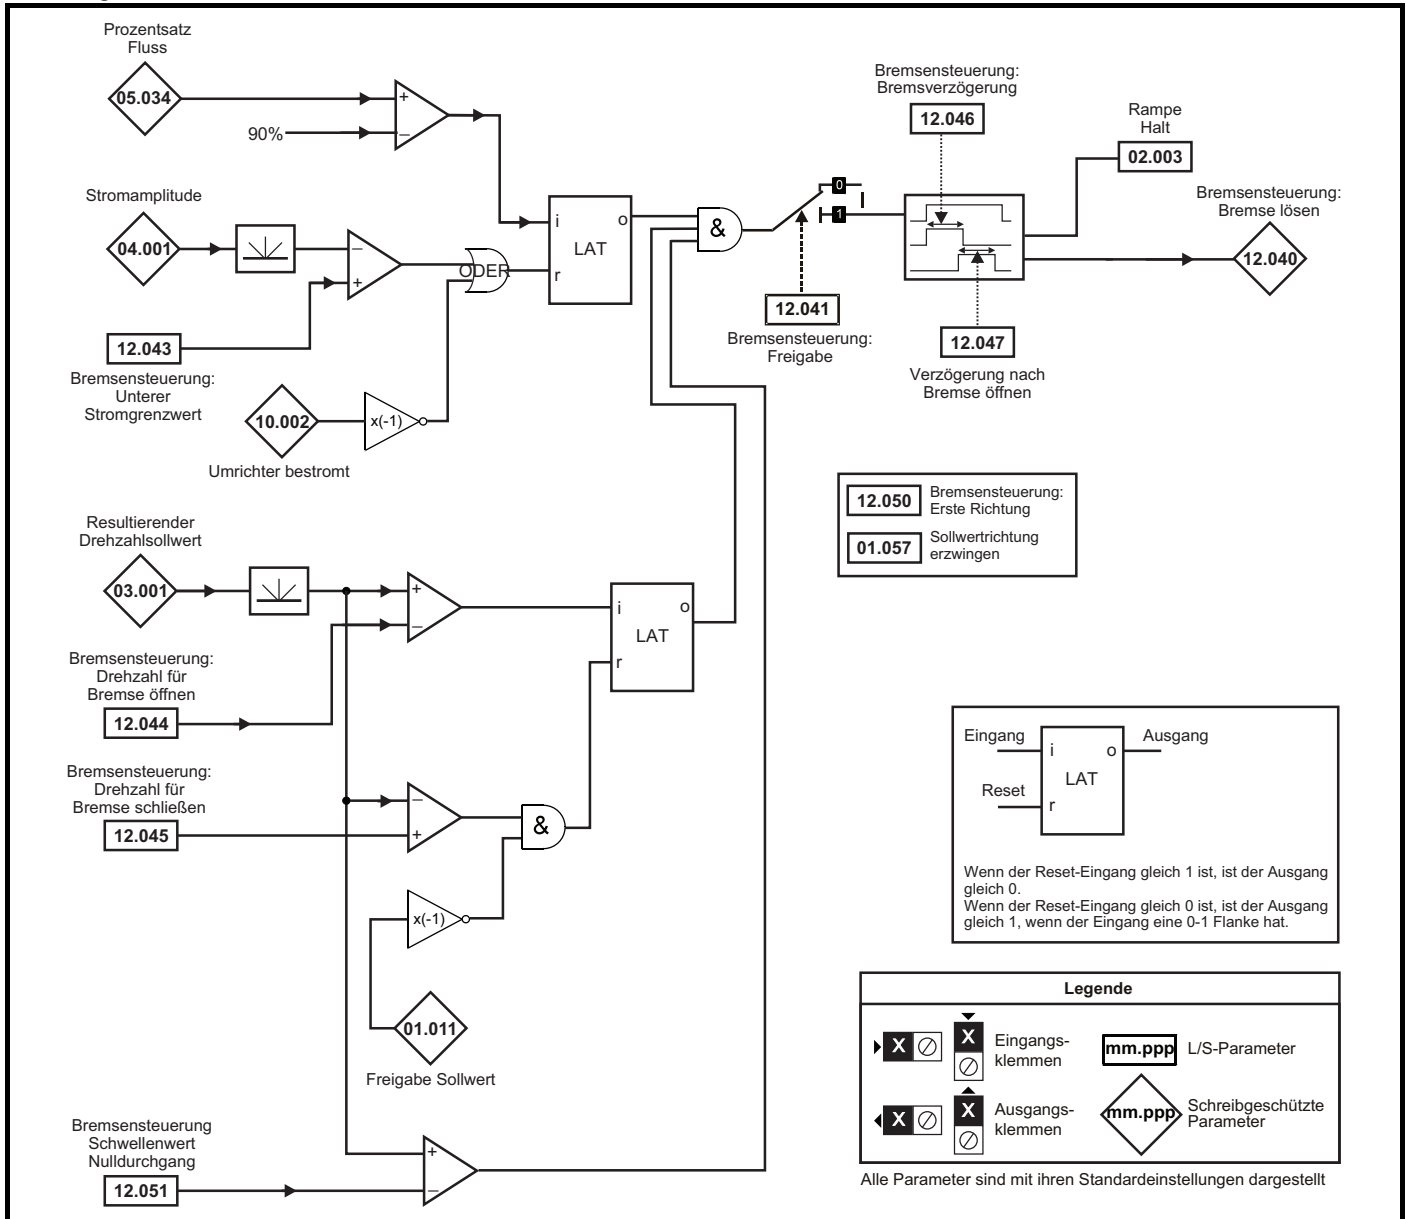 Prozentsatz
Fluss
05.034
+
90%
–
Stromamplitude
04.001
–
+
ODER
12.043
Bremsensteuerung:
Unterer
Stromgrenzwert
10.002
x(-1)
Umrichter bestromt
i
o
LAT
r
&
0
1
12.041
Bremsensteuerung:
Freigabe
Bremsensteuerung:
Bremsverzögerung
12.046
12.047
Verzögerung nach
Bremse öffnen
Rampe
Halt
02.003
Bremsensteuerung:
Bremse lösen
12.040
12.050
Bremsensteuerung:
Erste Richtung
01.057
Sollwertrichtung
erzwingen
Resultierender
Drehzahlsollwert
03.001
+
–
i
o
LAT
r
Bremsensteuerung:
Drehzahl für
Bremse öffnen
12.044
Bremsensteuerung:
Drehzahl für
Bremse schließen
12.045
–
+
&
x(-1)
01.011
Freigabe Sollwert
Bremsensteuerung
Schwellenwert
Nulldurchgang
12.051
+
–
Eingang
i
o
Ausgang
LAT
Reset
r
Wenn der Reset-Eingang gleich 1 ist, ist der Ausgang
gleich 0.
Wenn der Reset-Eingang gleich 0 ist, ist der Ausgang
gleich 1, wenn der Eingang eine 0-1 Flanke hat.
Legende
X
X
Eingangs-
klemmen
mm.ppp
L/S-Parameter
X
X
Ausgangs-
klemmen
mm.ppp
Schreibgeschützte
Parameter
Alle Parameter sind mit ihren Standardeinstellungen dargestellt